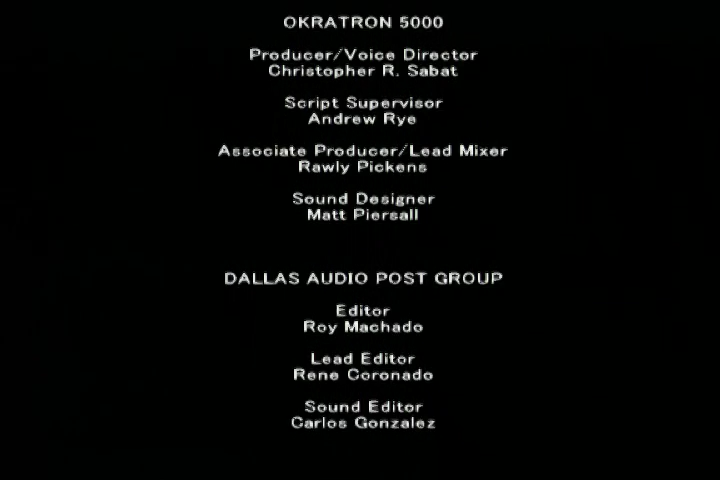 OKRATRON 5000
Producer/Voice Director
Christopher R. Sabat
Script Supervisor
Andrew Rye
Associate Producer/Lead Mixer
Rawly Pickens
Sound Designer
Matt Piersall
DALLAS AUDIO POST GROUP
Editor
Roy Machado
Lead Editor
Rene Coronado
Sound Editor
Carlos Gonzalez